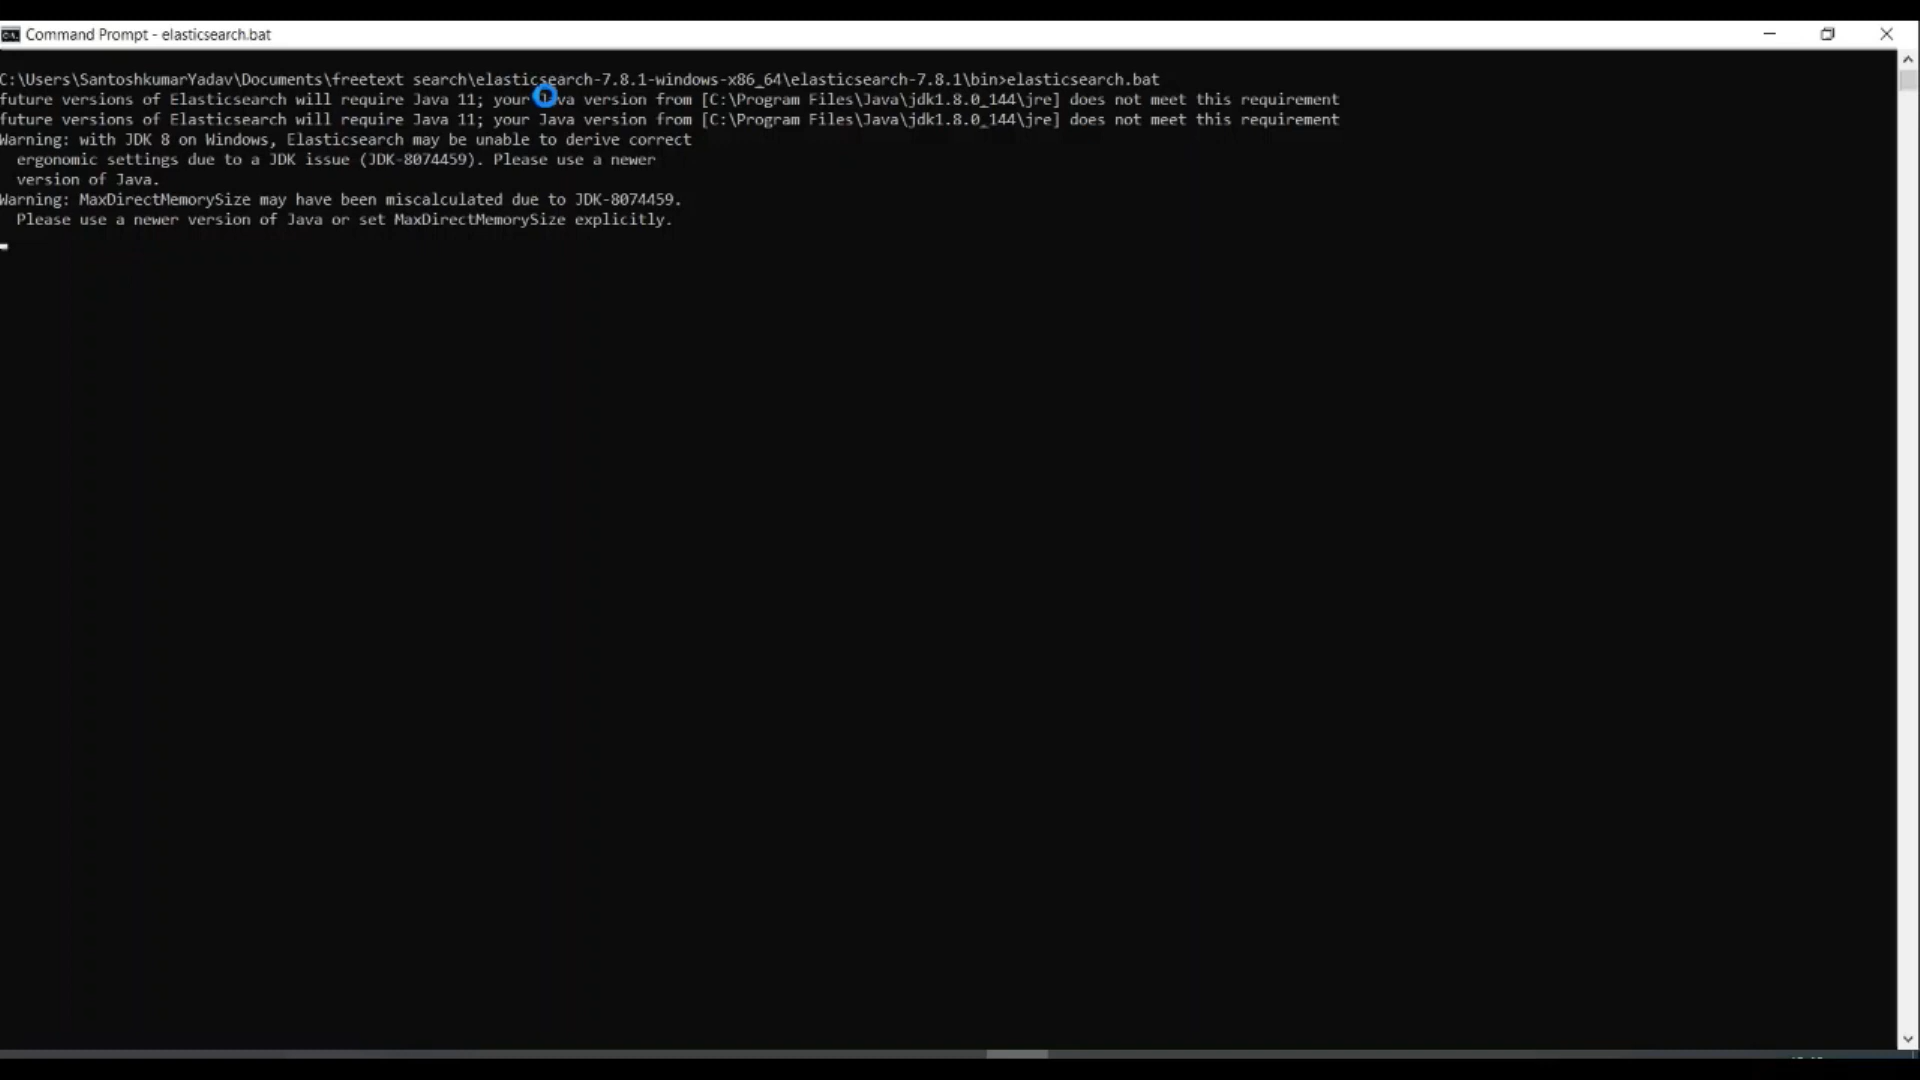 Command Prompt - elasticsearch.bat
C:\Users\SantoshkumarYadav\Documents\freetext search\elasticsearch-7.8.1-windows-x86_64\elasticsearch-7.8.1\bin>elasticsearch.bat
future versions of Elasticsearch will require Java 11; your Java version from [C:\Program Files\Java\jdk1.8.0_144\jre] does not meet this requirement
future versions of Elasticsearch will require Java 11; your Java version from [C:\Program Files\Java\jdk1.8.0_144\jre] does not meet this requirement
Warning: with JDK 8 on Windows, Elasticsearch may be unable to derive correct
ergonomic settings due to a JDK issue (JDK-8074459). Please use a newer
version of Java.
Warning: MaxDirectMemorySize may have been miscalculated due to JDK-8074459.
Please use a newer version of Java or set MaxDirectMemorySize explicitly.